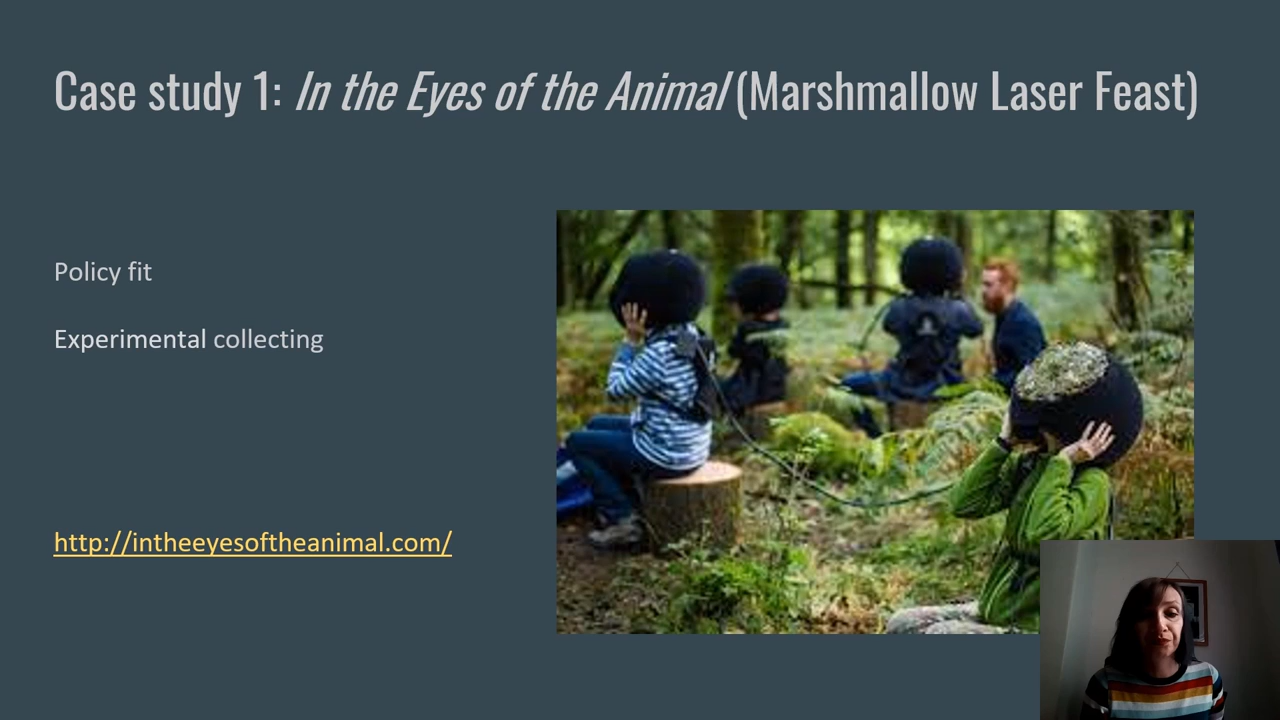 Case study 1: In the Eyes of the Animal (Marshmallow Laser Feast)
Policy fit
Experimental collecting
http://intheeyesoftheanimal.com/